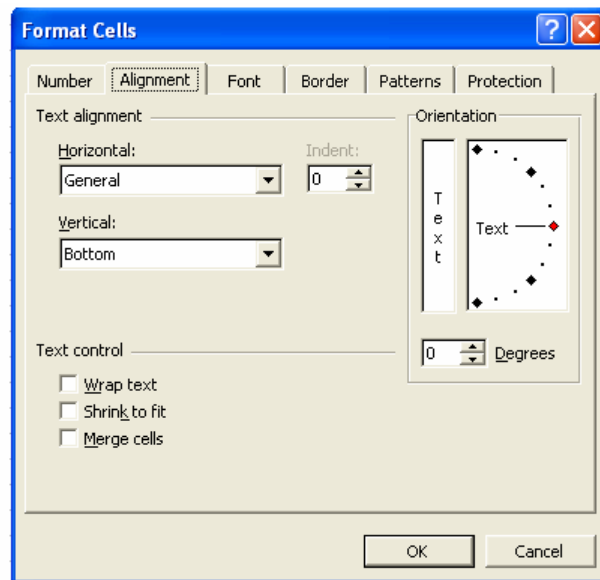 Format Cells
Number Alignment Font Border Patterns Protection
Text alignment
Horizontal:
General
Indent:
0
Vertical:
Bottom
Orientation
T
e
x
t
Text
0 Degrees
Text control
Wrap text
Shrink to fit
Merge cells
OK Cancel